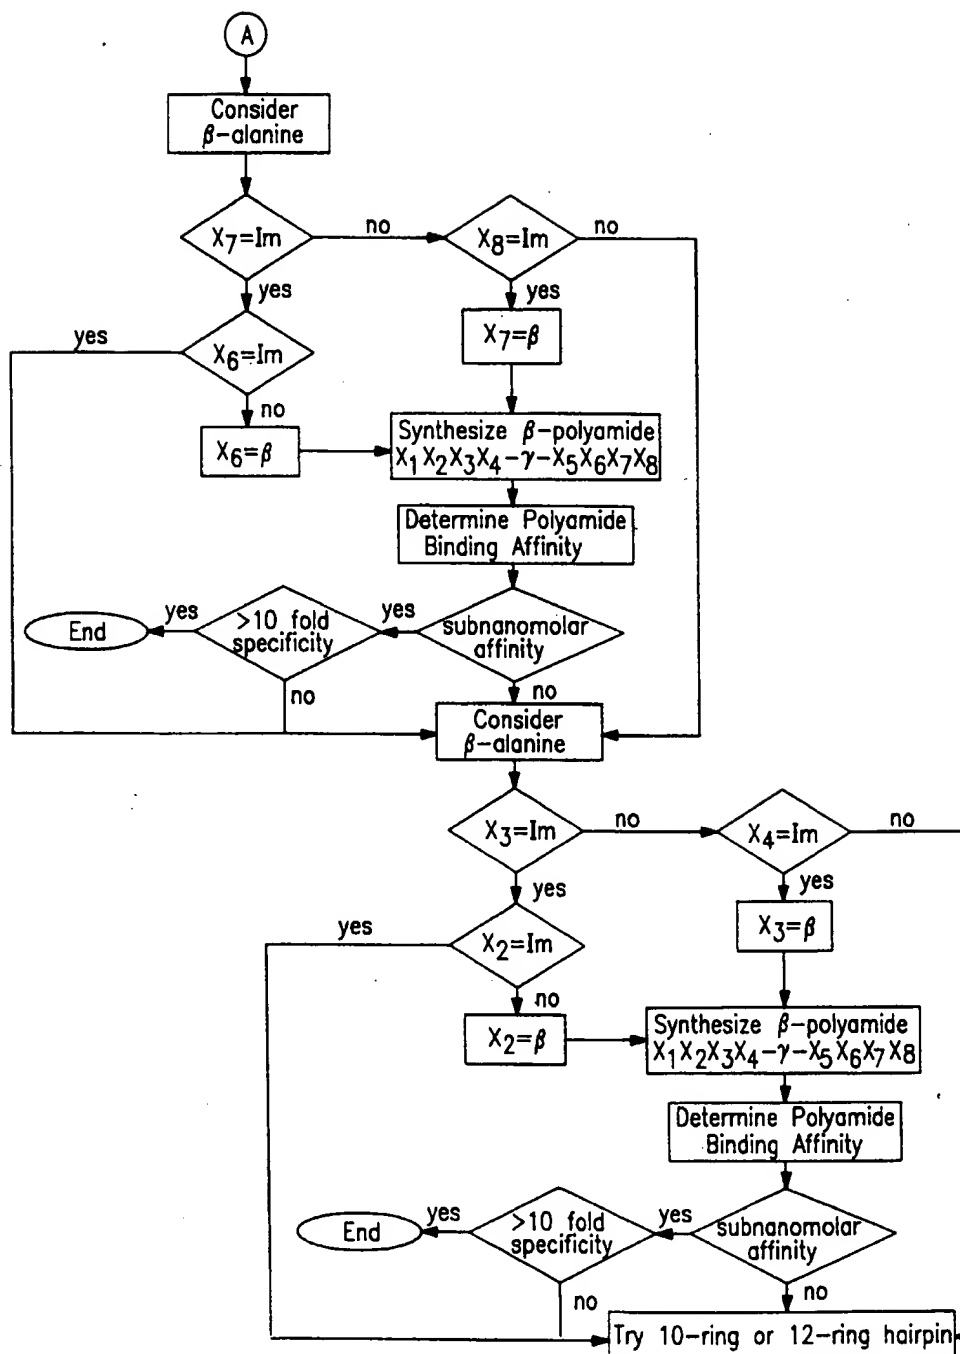 A
Consider
β-alanine
X7=Im
no
X8=Im
no
yes
yes
yes
X6=Im
X7=β
no
X6=β
Synthesize β-polyamide
X1X2X3X4-γ-X5X6X7X8
Determine Polyamide
Binding Affinity
End
yes
>10 fold
specificity
yes
subnanomolar
affinity
no
no
Consider
β-alanine
X3=Im
no
X4=Im
no
yes
yes
yes
X2=Im
X3=β
no
X2=β
Synthesize β-polyamide
X1X2X3X4-γ-X5X6X7X8
Determine Polyamide
Binding Affinity
End
yes
>10 fold
specificity
yes
subnanomolar
affinity
no
no
Try 10-ring or 12-ring hairpin